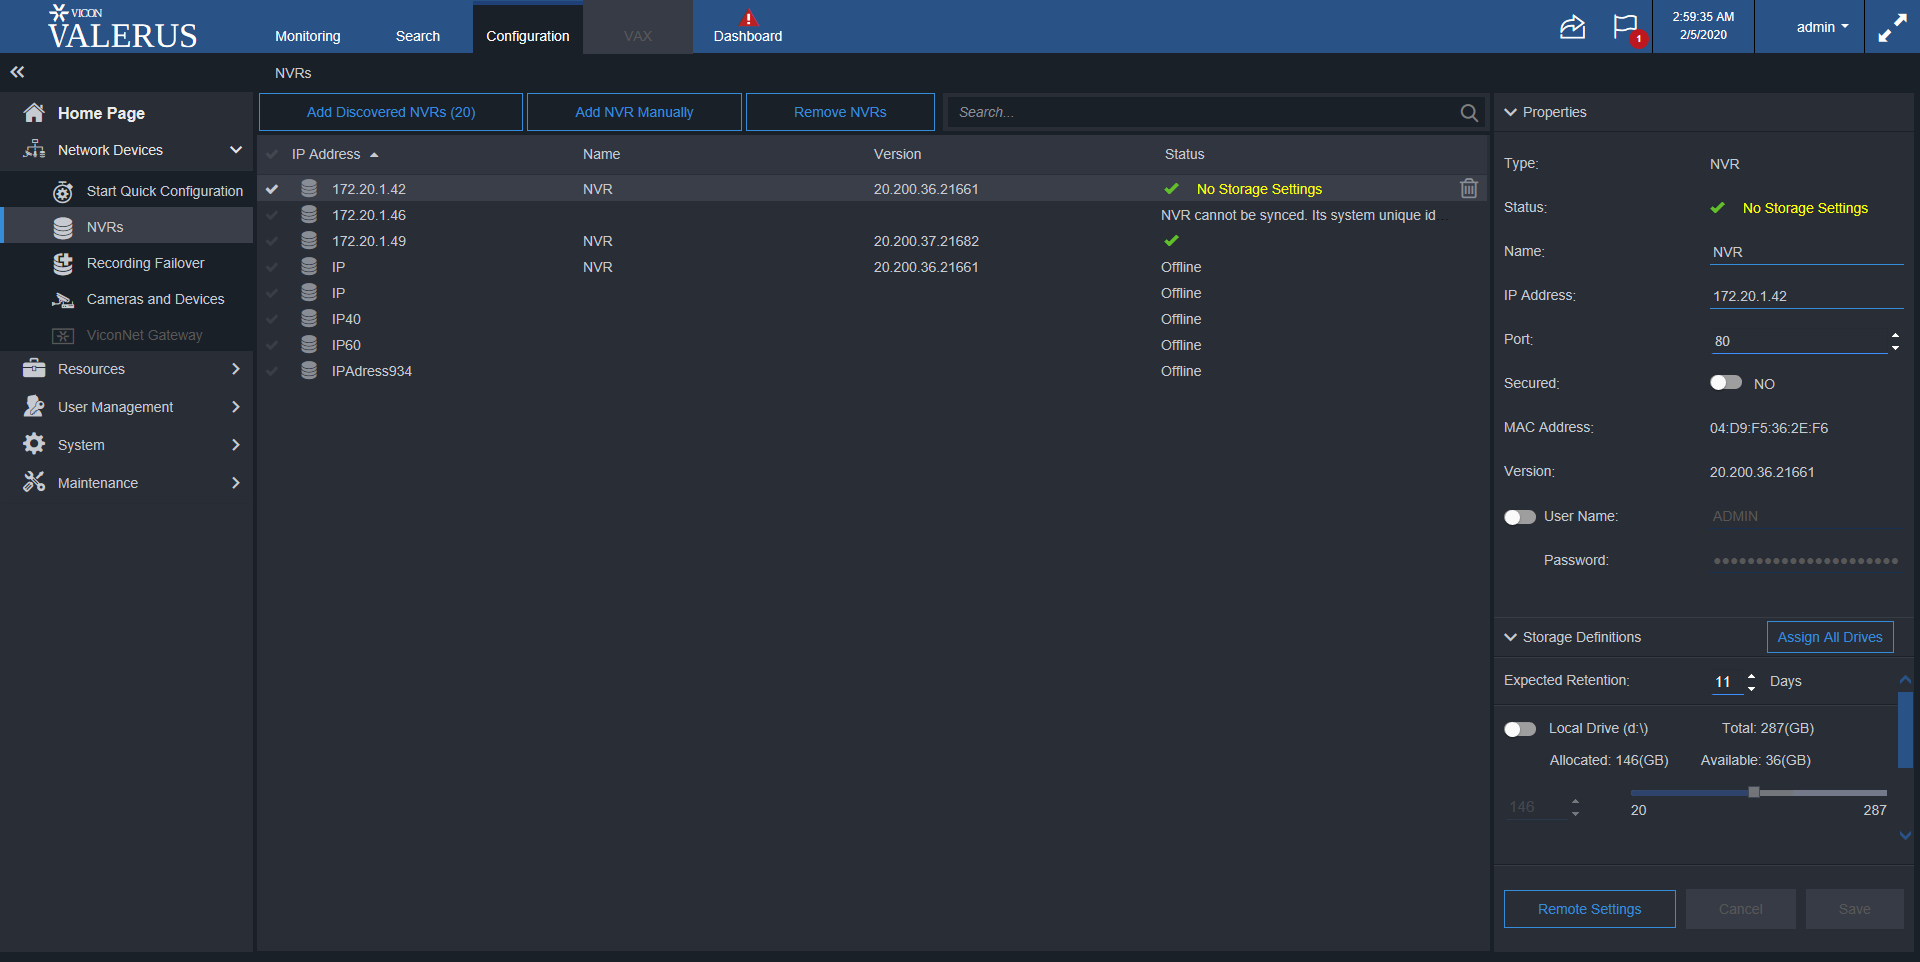 VICON
VALERUS
Monitoring
Search
Configuration
VAX
Dashboard
1
2:59:35 AM
2/5/2020
admin
NVRs
Home Page
Network Devices
Start Quick Configuration
NVRs
Recording Failover
Cameras and Devices
ViconNet Gateway
Resources
User Management
System
Maintenance
Add Discovered NVRs (20)
Add NVR Manually
Remove NVRs
Search...
IP Address Name Version Status
172.20.1.42 NVR 20.200.36.21661 No Storage Settings
172.20.1.46 NVR cannot be synced. Its system unique id
172.20.1.49 NVR 20.200.37.21682
IP NVR 20.200.36.21661 Offline
IP Offline
IP40 Offline
IP60 Offline
IPAdress934 Offline
Properties
Type: NVR
Status: No Storage Settings
Name: NVR
IP Address: 172.20.1.42
Port: 80
Secured: NO
MAC Address: 04:D9:F5:36:2E:F6
Version: 20.200.36.21661
User Name: ADMIN
Password:
Storage Definitions
Assign All Drives
Expected Retention: 11 Days
Local Drive (d:\) Total: 287(GB)
Allocated: 146(GB) Available: 36(GB)
146
20 287
Remote Settings
Cancel
Save